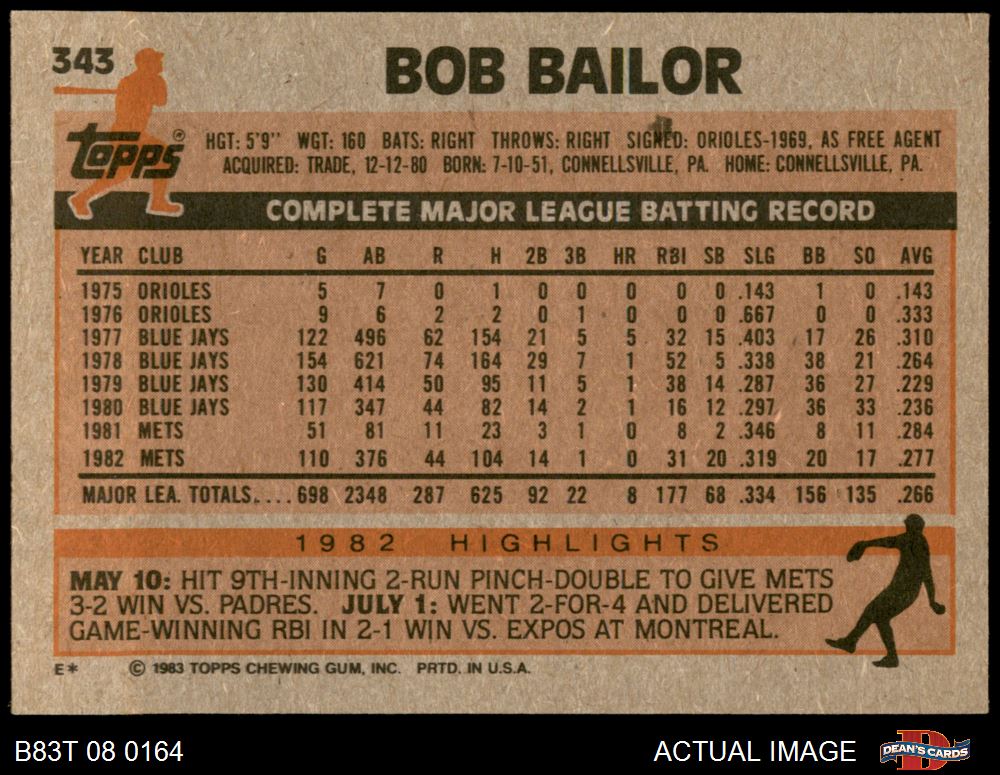 343
BOB BAILOR
Topps®
HGT: 5'9'' WGT: 160 BATS: RIGHT THROWS: RIGHT SIGNED: ORIOLES-1969, AS FREE AGENT
ACQUIRED: TRADE, 12-12-80 BORN: 7-10-51, CONNELLSVILLE, PA. HOME: CONNELLSVILLE, PA.
COMPLETE MAJOR LEAGUE BATTING RECORD
YEAR CLUB G AB R H 2B 3B HR RBI SB SLG BB SO AVG
1975 ORIOLES 5 7 0 1 0 0 0 0 0 .143 1 0 .143
1976 ORIOLES 9 6 2 2 0 1 0 0 0 .667 0 0 .333
1977 BLUE JAYS 122 496 62 154 21 5 5 32 15 .403 17 26 .310
1978 BLUE JAYS 154 621 74 164 29 7 1 52 5 .338 38 21 .264
1979 BLUE JAYS 130 414 50 95 11 5 1 38 14 .287 36 27 .229
1980 BLUE JAYS 117 347 44 82 14 2 1 16 12 .297 36 33 .236
1981 METS 51 81 11 23 3 1 0 8 2 .346 8 11 .284
1982 METS 110 376 44 104 14 1 0 31 20 .319 20 17 .277
MAJOR LEA. TOTALS.... 698 2348 287 625 92 22 8 177 68 .334 156 135 .266
1982 HIGHLIGHTS
MAY 10: HIT 9TH-INNING 2-RUN PINCH-DOUBLE TO GIVE METS
3-2 WIN VS. PADRES. JULY 1: WENT 2-FOR-4 AND DELIVERED
GAME-WINNING RBI IN 2-1 WIN VS. EXPOS AT MONTREAL.
E* © 1983 TOPPS CHEWING GUM, INC. PRTD. IN U.S.A.
B83T 08 0164 ACTUAL IMAGE D DEAN'S CARDS